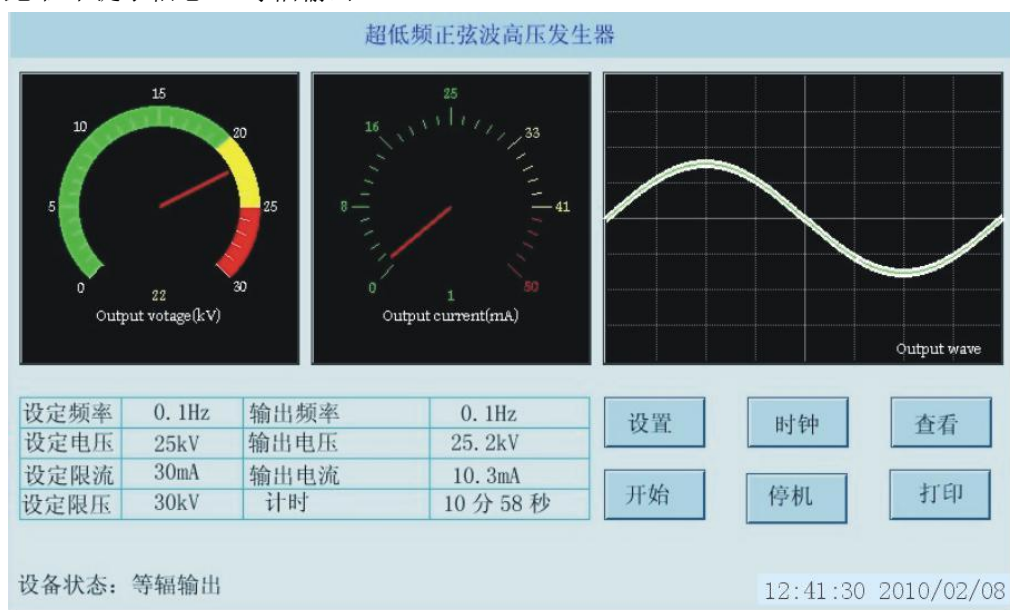 超低频正弦波高压发生器
15
10
20
5
25
0
30
22
Output votage(kV)
25
16
33
8
41
0
50
1
Output current(mA)
Output wave
设定频率 0.1Hz 输出频率 0.1Hz
设定电压 25kV 输出电压 25.2kV
设定限流 30mA 输出电流 10.3mA
设定限压 30kV 计时 10分58秒
设置 时钟 查看
开始 停机 打印
设备状态：等辐输出
12:41:30 2010/02/08